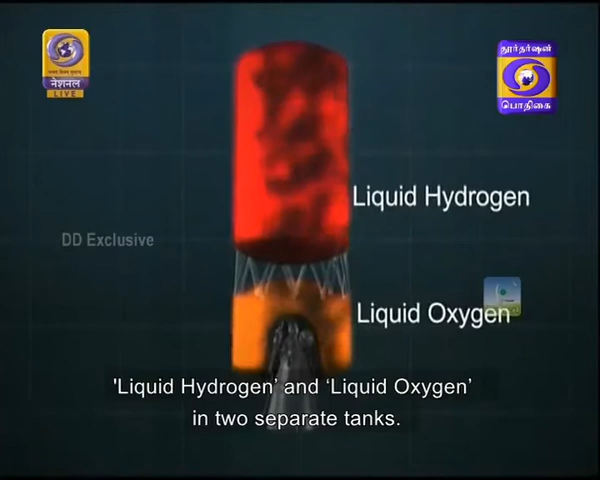 नेशनल
LIVE
தூர்தர்ஷன்
பொதிகை
Liquid Hydrogen
DD Exclusive
Liquid Oxygen
'Liquid Hydrogen’ and ‘Liquid Oxygen’
in two separate tanks.